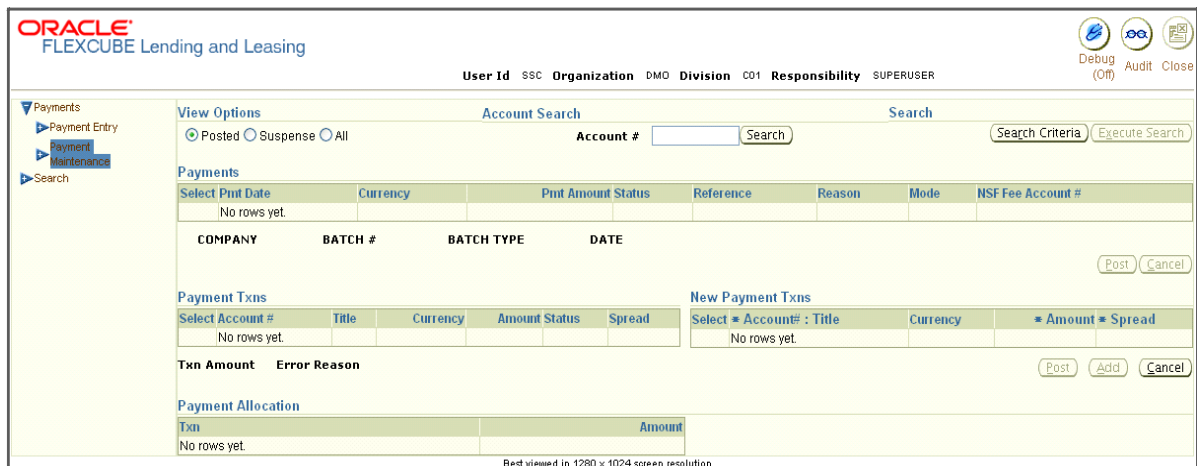 ORACLE
FLEXCUBE Lending and Leasing
Debug (Off) Audit Close
User Id SSC Organization DMO Division C01 Responsibility SUPERUSER
Payments
Payment Entry
Payment Maintenance
Search
View Options Account Search Search
Posted Suspense All Account # Search Search Criteria Execute Search
Payments
Select Pmt Date Currency Pmt Amount Status Reference Reason Mode NSF Fee Account #
No rows yet.
COMPANY BATCH # BATCH TYPE DATE
Post Cancel
Payment Txns New Payment Txns
Select Account # Title Currency Amount Status Spread Select * Account# : Title Currency * Amount * Spread
No rows yet. No rows yet.
Txn Amount Error Reason Post Add Cancel
Payment Allocation
Txn Amount
No rows yet.
Best viewed in 1280 x 1024 screen resolution